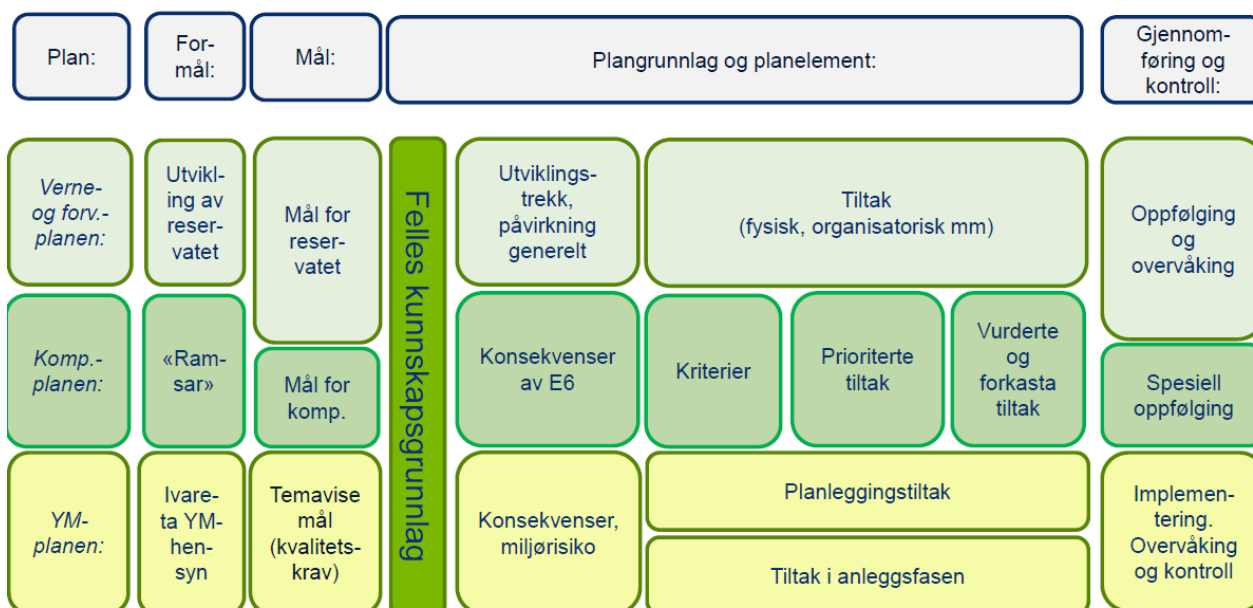 Plan:
For-
mål:
Mål:
Plangrunnlag og planelement:
Gjennom-
føring og
kontroll:
Verne-
og forv.-
planen:
Utvikl-
ing av
reser-
vatet
Mål for
reser-
vatet
Felles kunnskapsgrunnlag
Utviklings-
trekk,
påvirkning
generelt
Tiltak
(fysisk, organisatorisk mm)
Oppfølging
og
overvåking
Komp.-
planen:
«Ram-
sar»
Mål for
komp.
Konsekvenser
av E6
Kriterier
Prioriterte
tiltak
Vurderte
og
forkasta
tiltak
Spesiell
oppfølging
YM-
planen:
Ivare-
ta YM-
hen-
syn
Temavise
mål
(kvalitets-
krav)
Konsekvenser,
miljørisiko
Planleggingstiltak
Tiltak i anleggsfasen
Implemen-
tering.
Overvåking
og kontroll